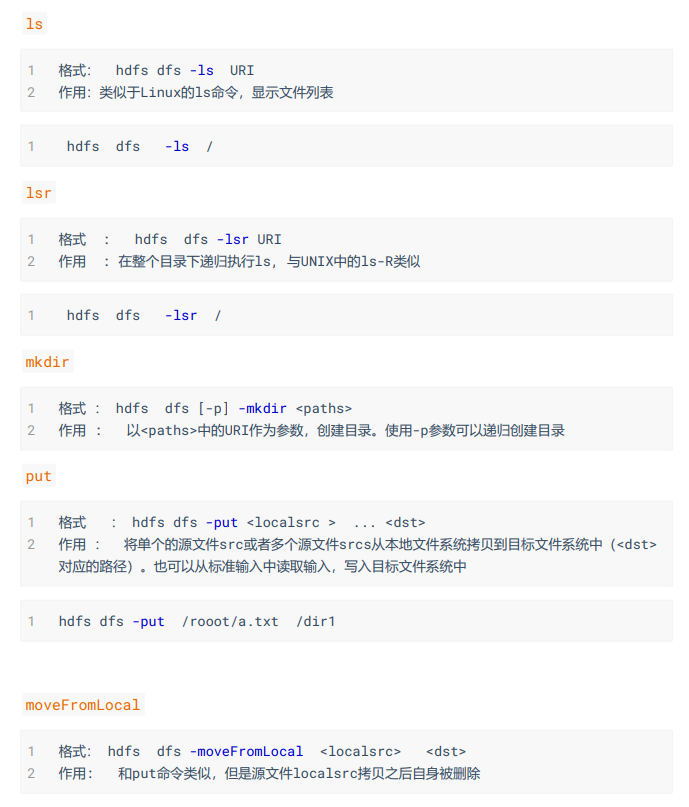 ls
1 格式： hdfs dfs -ls URI
2 作用：类似于Linux的ls命令，显示文件列表
1 hdfs dfs -ls /
lsr
1 格式 ： hdfs dfs -lsr URI
2 作用 ：在整个目录下递归执行ls, 与UNIX中的ls-R类似
1 hdfs dfs -lsr /
mkdir
1 格式 ： hdfs dfs [-p] -mkdir <paths>
2 作用 ： 以<paths>中的URI作为参数，创建目录。使用-p参数可以递归创建目录
put
1 格式 ： hdfs dfs -put <localsrc > ... <dst>
2 作用 ： 将单个的源文件src或者多个源文件srcs从本地文件系统拷贝到目标文件系统中（<dst>
对应的路径）。也可以从标准输入中读取输入，写入目标文件系统中
1 hdfs dfs -put /rooot/a.txt /dir1
moveFromLocal
1 格式： hdfs dfs -moveFromLocal <localsrc> <dst>
2 作用： 和put命令类似，但是源文件localsrc拷贝之后自身被删除